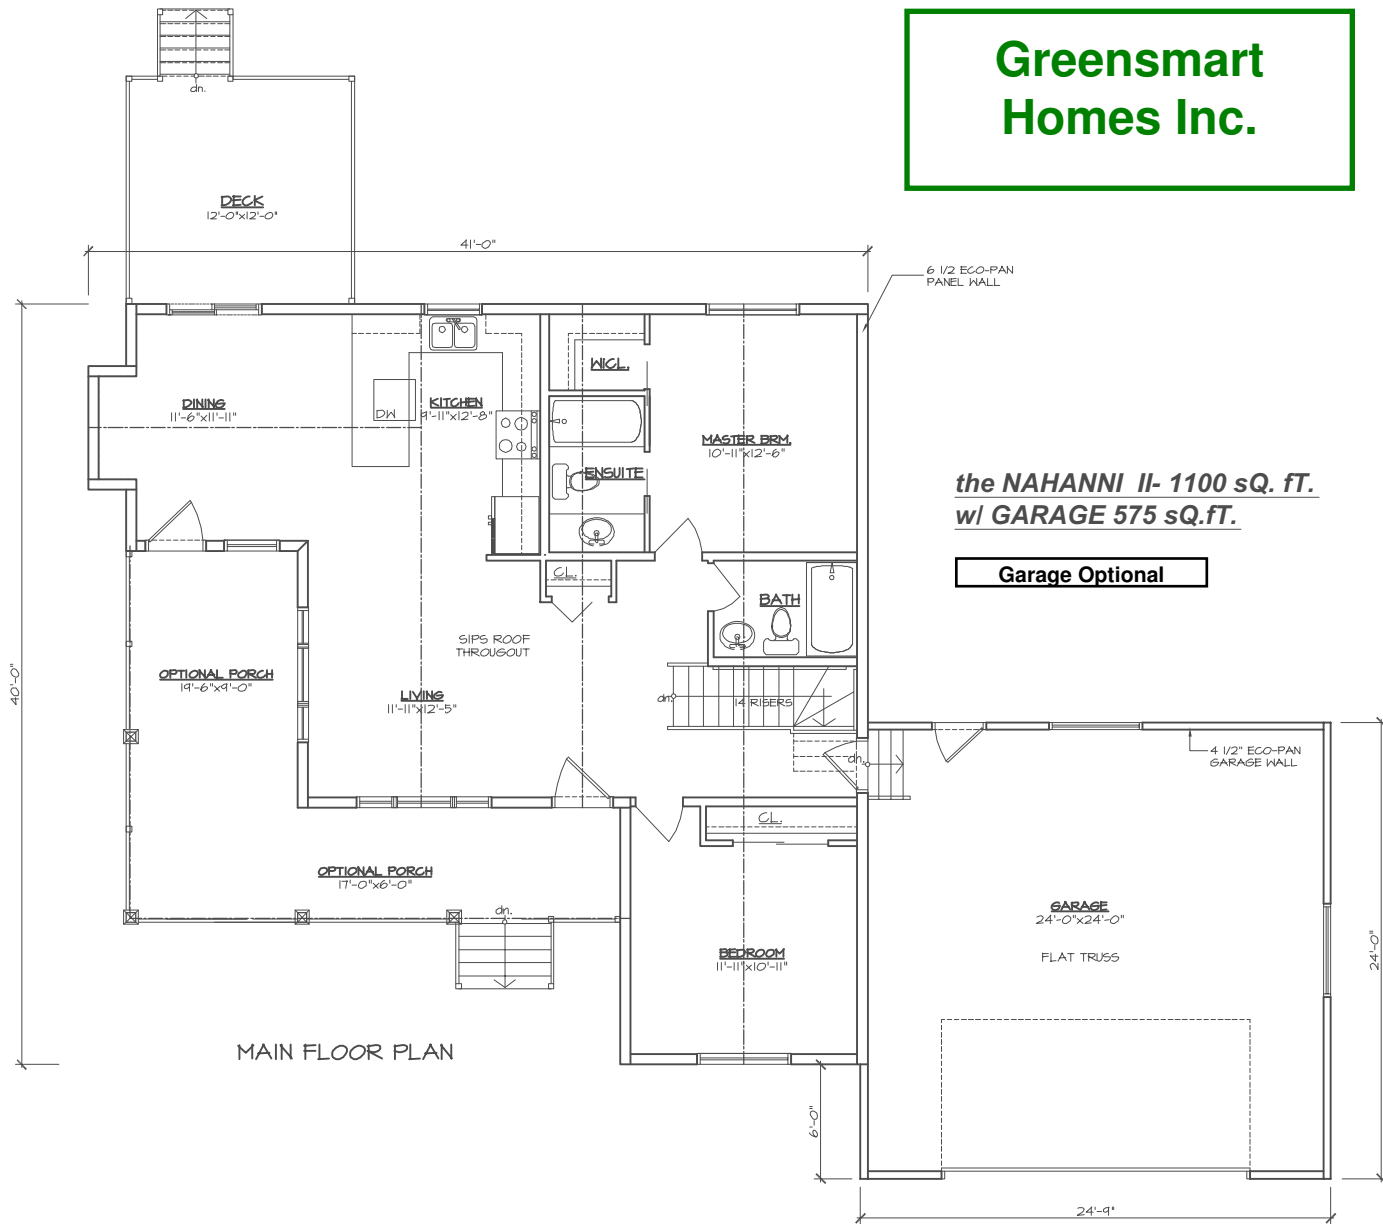 Greensmart
Homes Inc.
dn.
DECK
12'-0"x12'-0"
41'-0"
6 1/2 ECO-PAN
PANEL WALL
WICL.
DINING
11'-6"x11'-11"
KITCHEN
9'-11"x12'-8"
DW
MASTER BRM.
10'-11"x12'-6"
ENSUITE
the NAHANNI II- 1100 sQ. fT.
w/ GARAGE 575 sQ.fT.
Garage Optional
CL.
BATH
SIPS ROOF
THROUGOUT
40'-0"
OPTIONAL PORCH
19'-6"x9'-0"
LIVING
11'-11"x12'-5"
dn.
14 RISERS
dn.
4 1/2" ECO-PAN
GARAGE WALL
CL.
OPTIONAL PORCH
17'-0"x6'-0"
dn.
GARAGE
24'-0"x24'-0"
FLAT TRUSS
24'-0"
BEDROOM
11'-11"x10'-11"
MAIN FLOOR PLAN
6'-0"
24'-9"